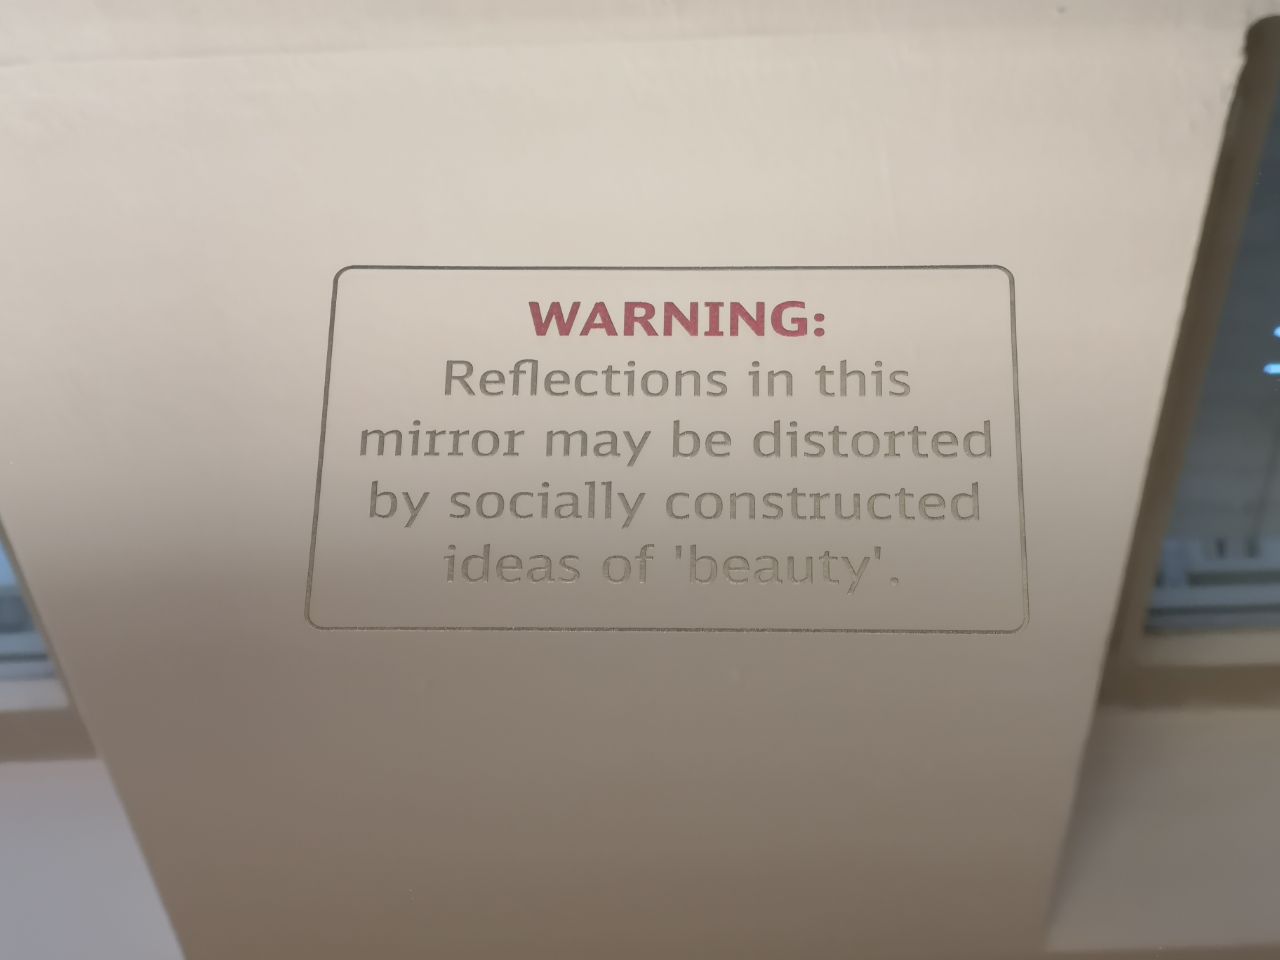 WARNING:
Reflections in this
mirror may be distorted
by socially constructed
ideas of 'beauty'.